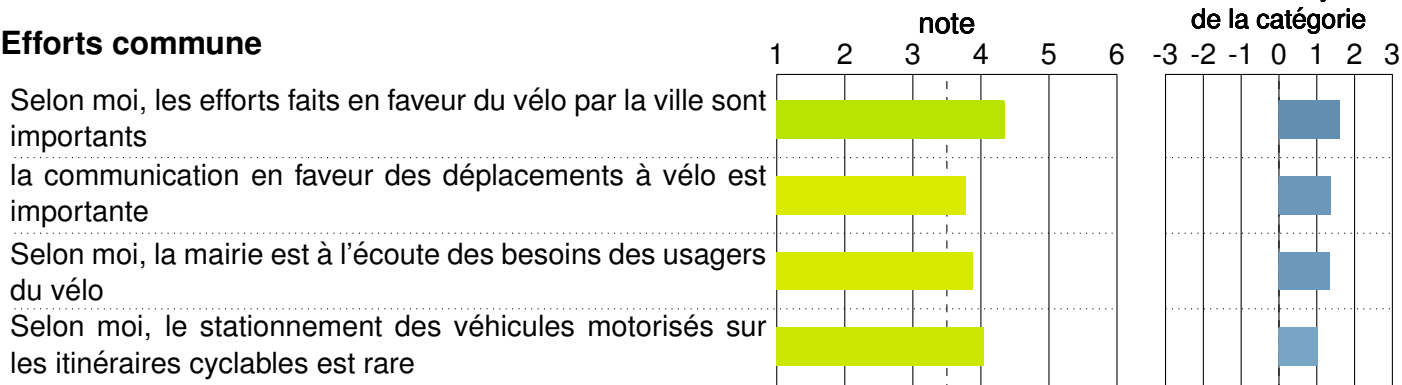 note
de la catégorie
Efforts commune
1 2 3 4 5 6
-3 -2 -1 0 1 2 3
Selon moi, les efforts faits en faveur du vélo par la ville sont
importants
la communication en faveur des déplacements à vélo est
importante
Selon moi, la mairie est à l'écoute des besoins des usagers
du vélo
Selon moi, le stationnement des véhicules motorisés sur
les itinéraires cyclables est rare